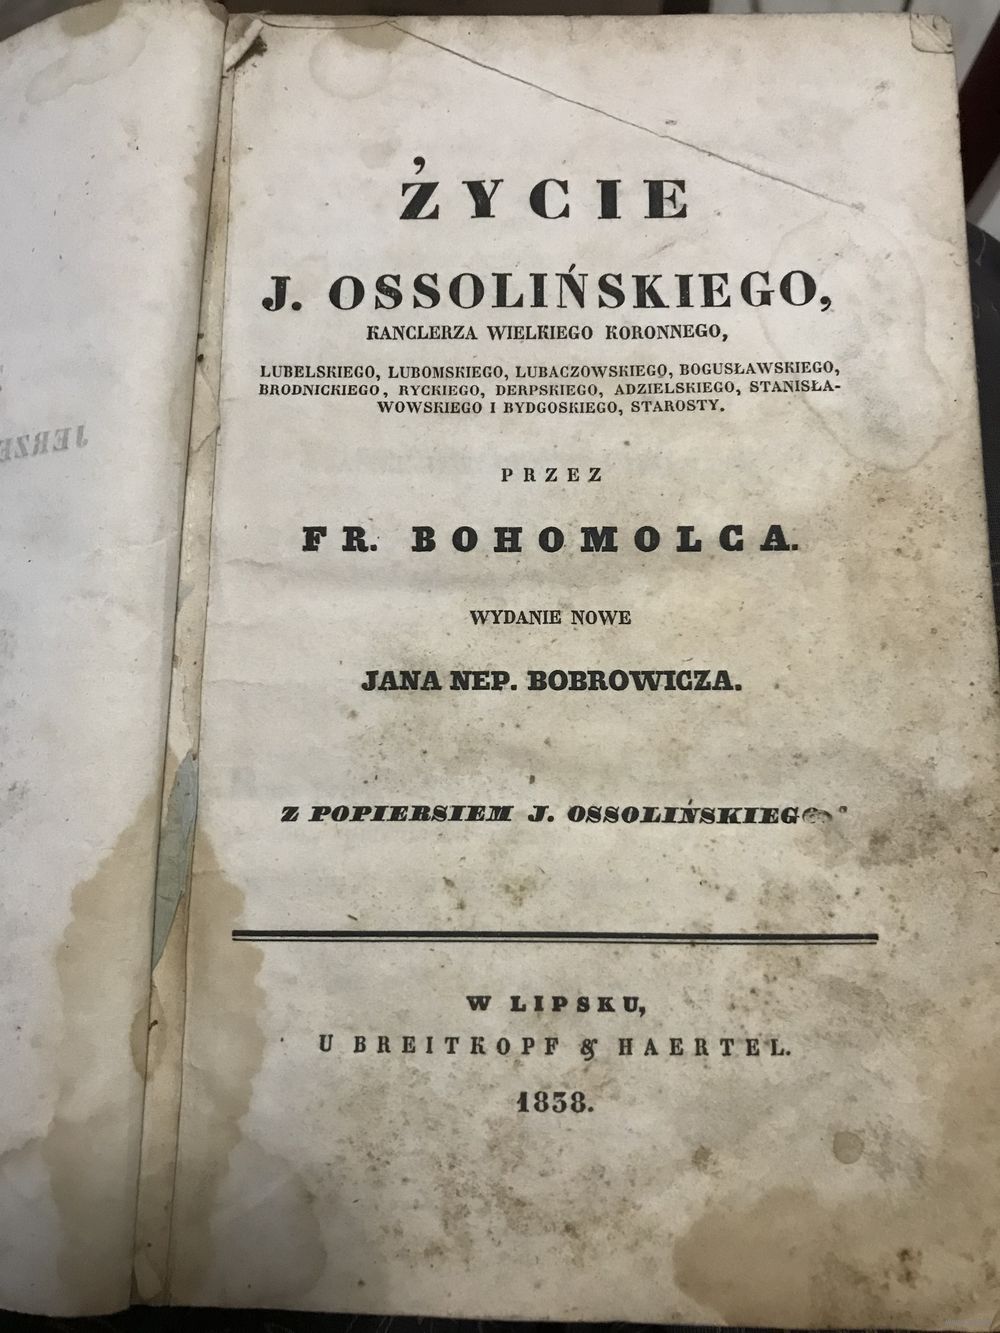 ŻYCIE
J. OSSOLIŃSKIEGO,
KANCLERZA WIELKIEGO KORONNEGO,
LUBELSKIEGO, LUBOMSKIEGO, LUBACZOWSKIEGO, BOGUSŁAWSKIEGO,
BRODNICKIEGO, RYCKIEGO, DERPSKIEGO, ADZIELSKIEGO, STANISŁA-
WOWSKIEGO I BYDGOSKIEGO, STAROSTY.
PRZEZ
FR. BOHOMOLCA.
WYDANIE NOWE
JANA NEP. BOBROWICZA.
Z POPIERSIEM J. OSSOLIŃSKIEGO
W LIPSKU,
U BREITKOPF & HAERTEL.
1838.